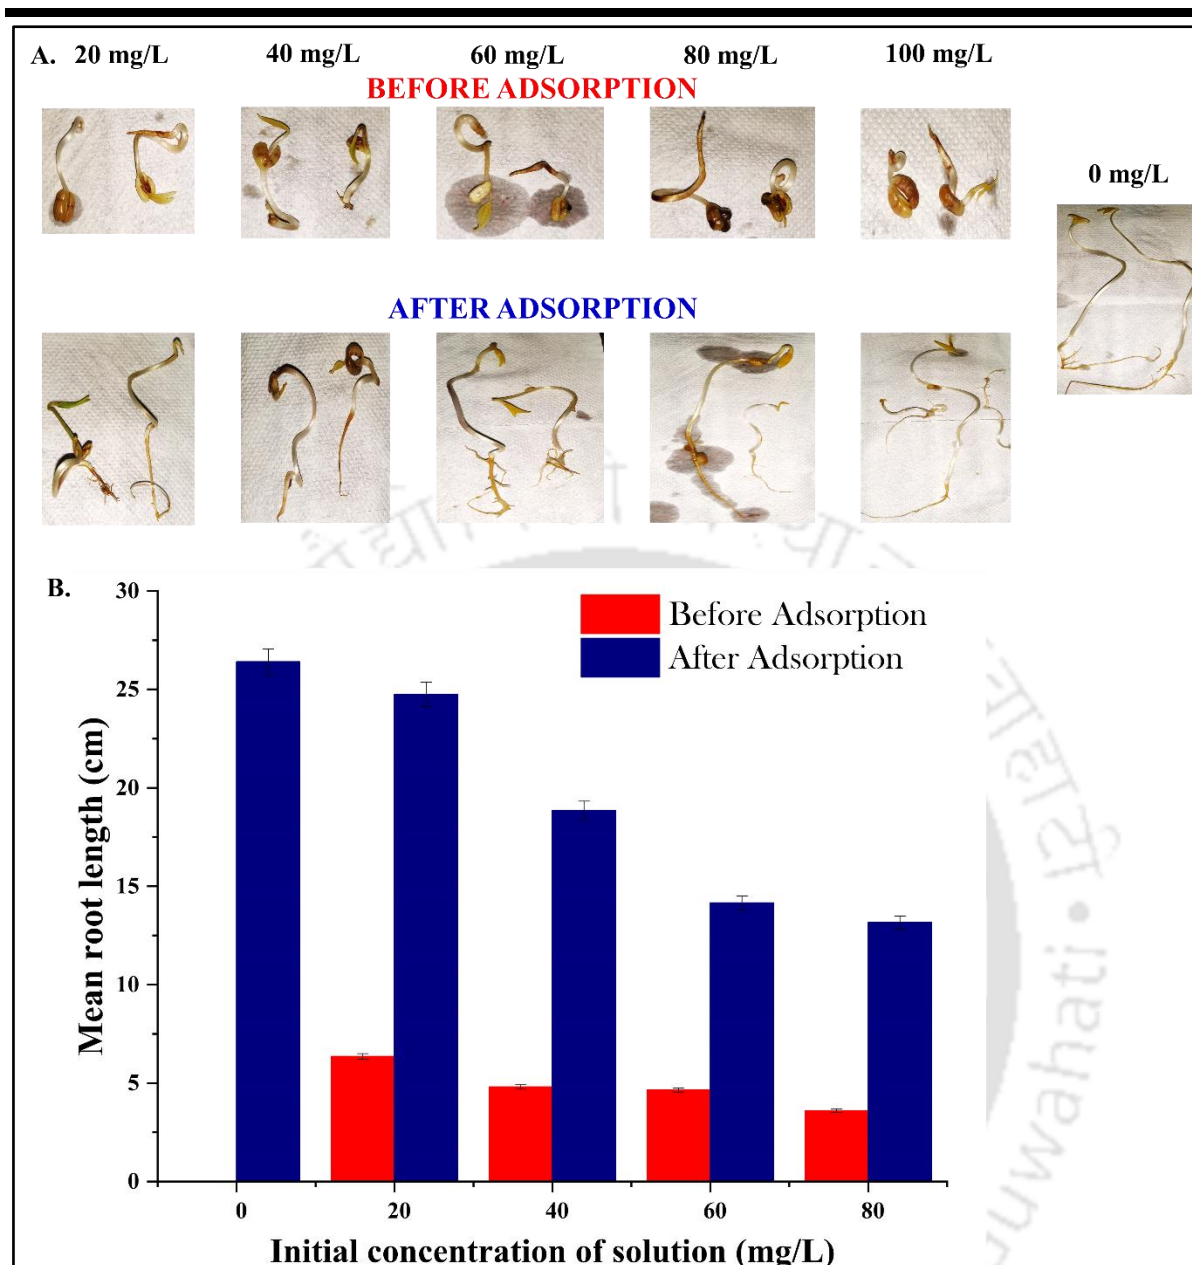 A. 20 mg/L 40 mg/L 60 mg/L 80 mg/L 100 mg/L
BEFORE ADSORPTION
0 mg/L
AFTER ADSORPTION
B.
30
25
20
15
10
5
0
Mean root length (cm)
Before Adsorption
After Adsorption
0 20 40 60 80
Initial concentration of solution (mg/L)
uwahati